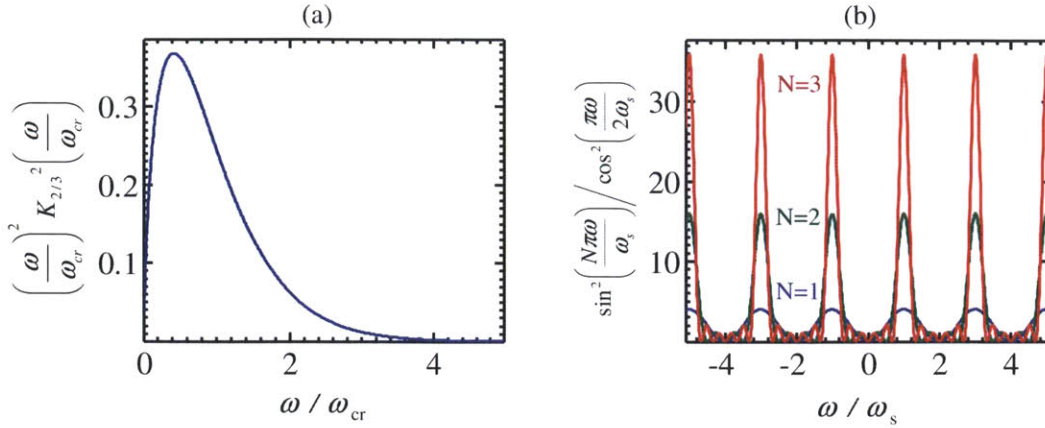 (a)
(ω/ω_cr)² K_{2/3}² (ω/ω_cr)
0.3
0.2
0.1
0 2 4
ω / ω_cr
(b)
sin²(Nπω/ω_s) / cos²(πω/2ω_s)
30
20
10
N=3
N=2
N=1
-4 -2 0 2 4
ω / ω_s